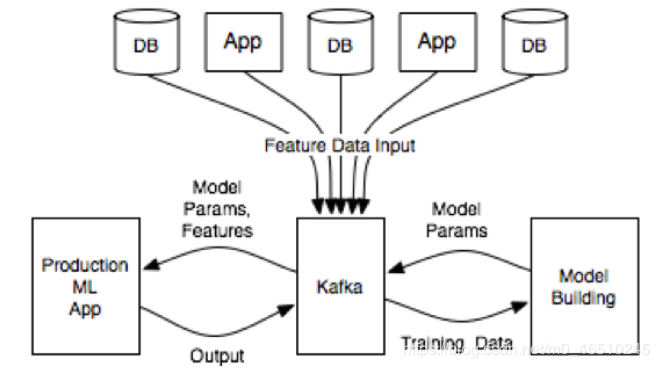 DB
App
DB
App
DB
Feature Data Input
Model
Params,
Features
Model
Params
Production
ML
App
Kafka
Model
Building
Output
Training Data
https://blog.csdn.net/m0_46510245